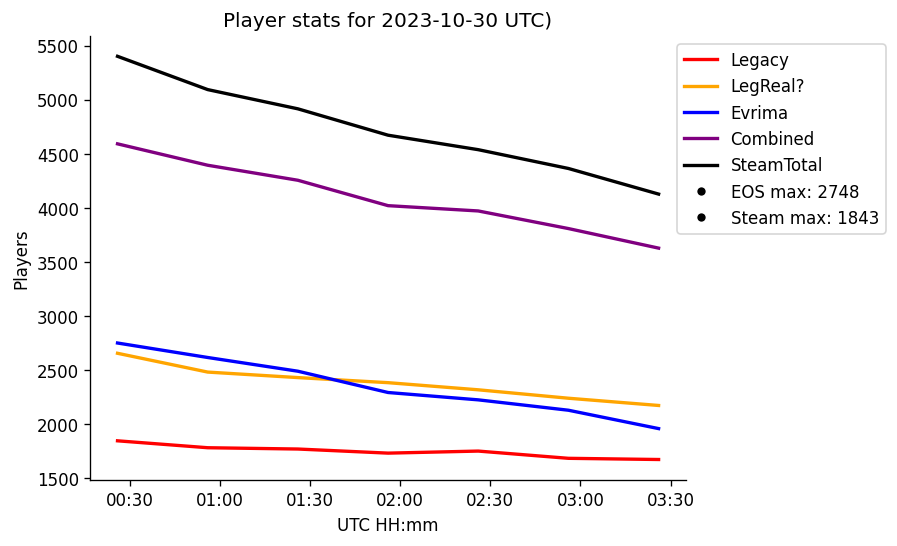 Player stats for 2023-10-30 UTC)
5500
5000
4500
4000
3500
3000
2500
2000
1500
Players
00:30 01:00 01:30 02:00 02:30 03:00 03:30
UTC HH:mm
Legacy
LegReal?
Evrima
Combined
SteamTotal
EOS max: 2748
Steam max: 1843